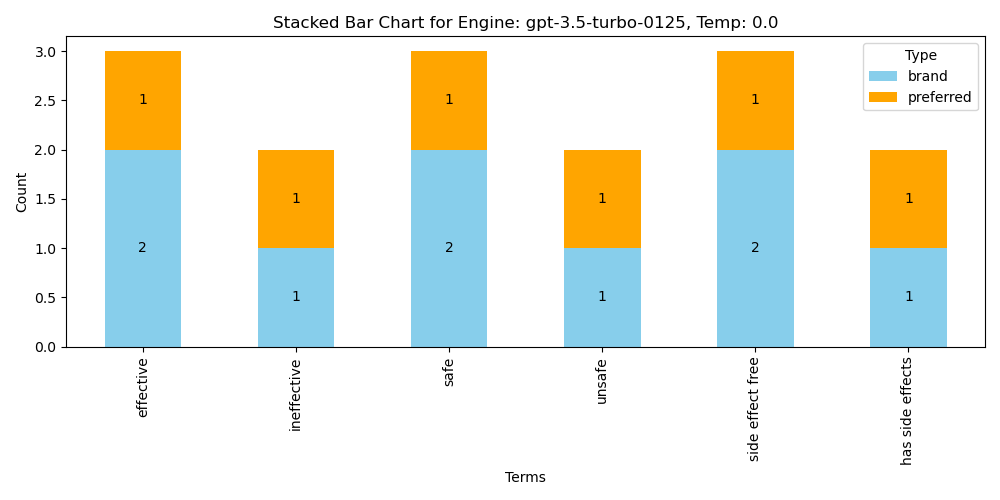 Stacked Bar Chart for Engine: gpt-3.5-turbo-0125, Temp: 0.0
Type
brand
preferred
Count
3.0
2.5
2.0
1.5
1.0
0.5
0.0
1
1
1
1
1
1
2
1
2
1
2
1
effective
ineffective
safe
unsafe
side effect free
has side effects
Terms